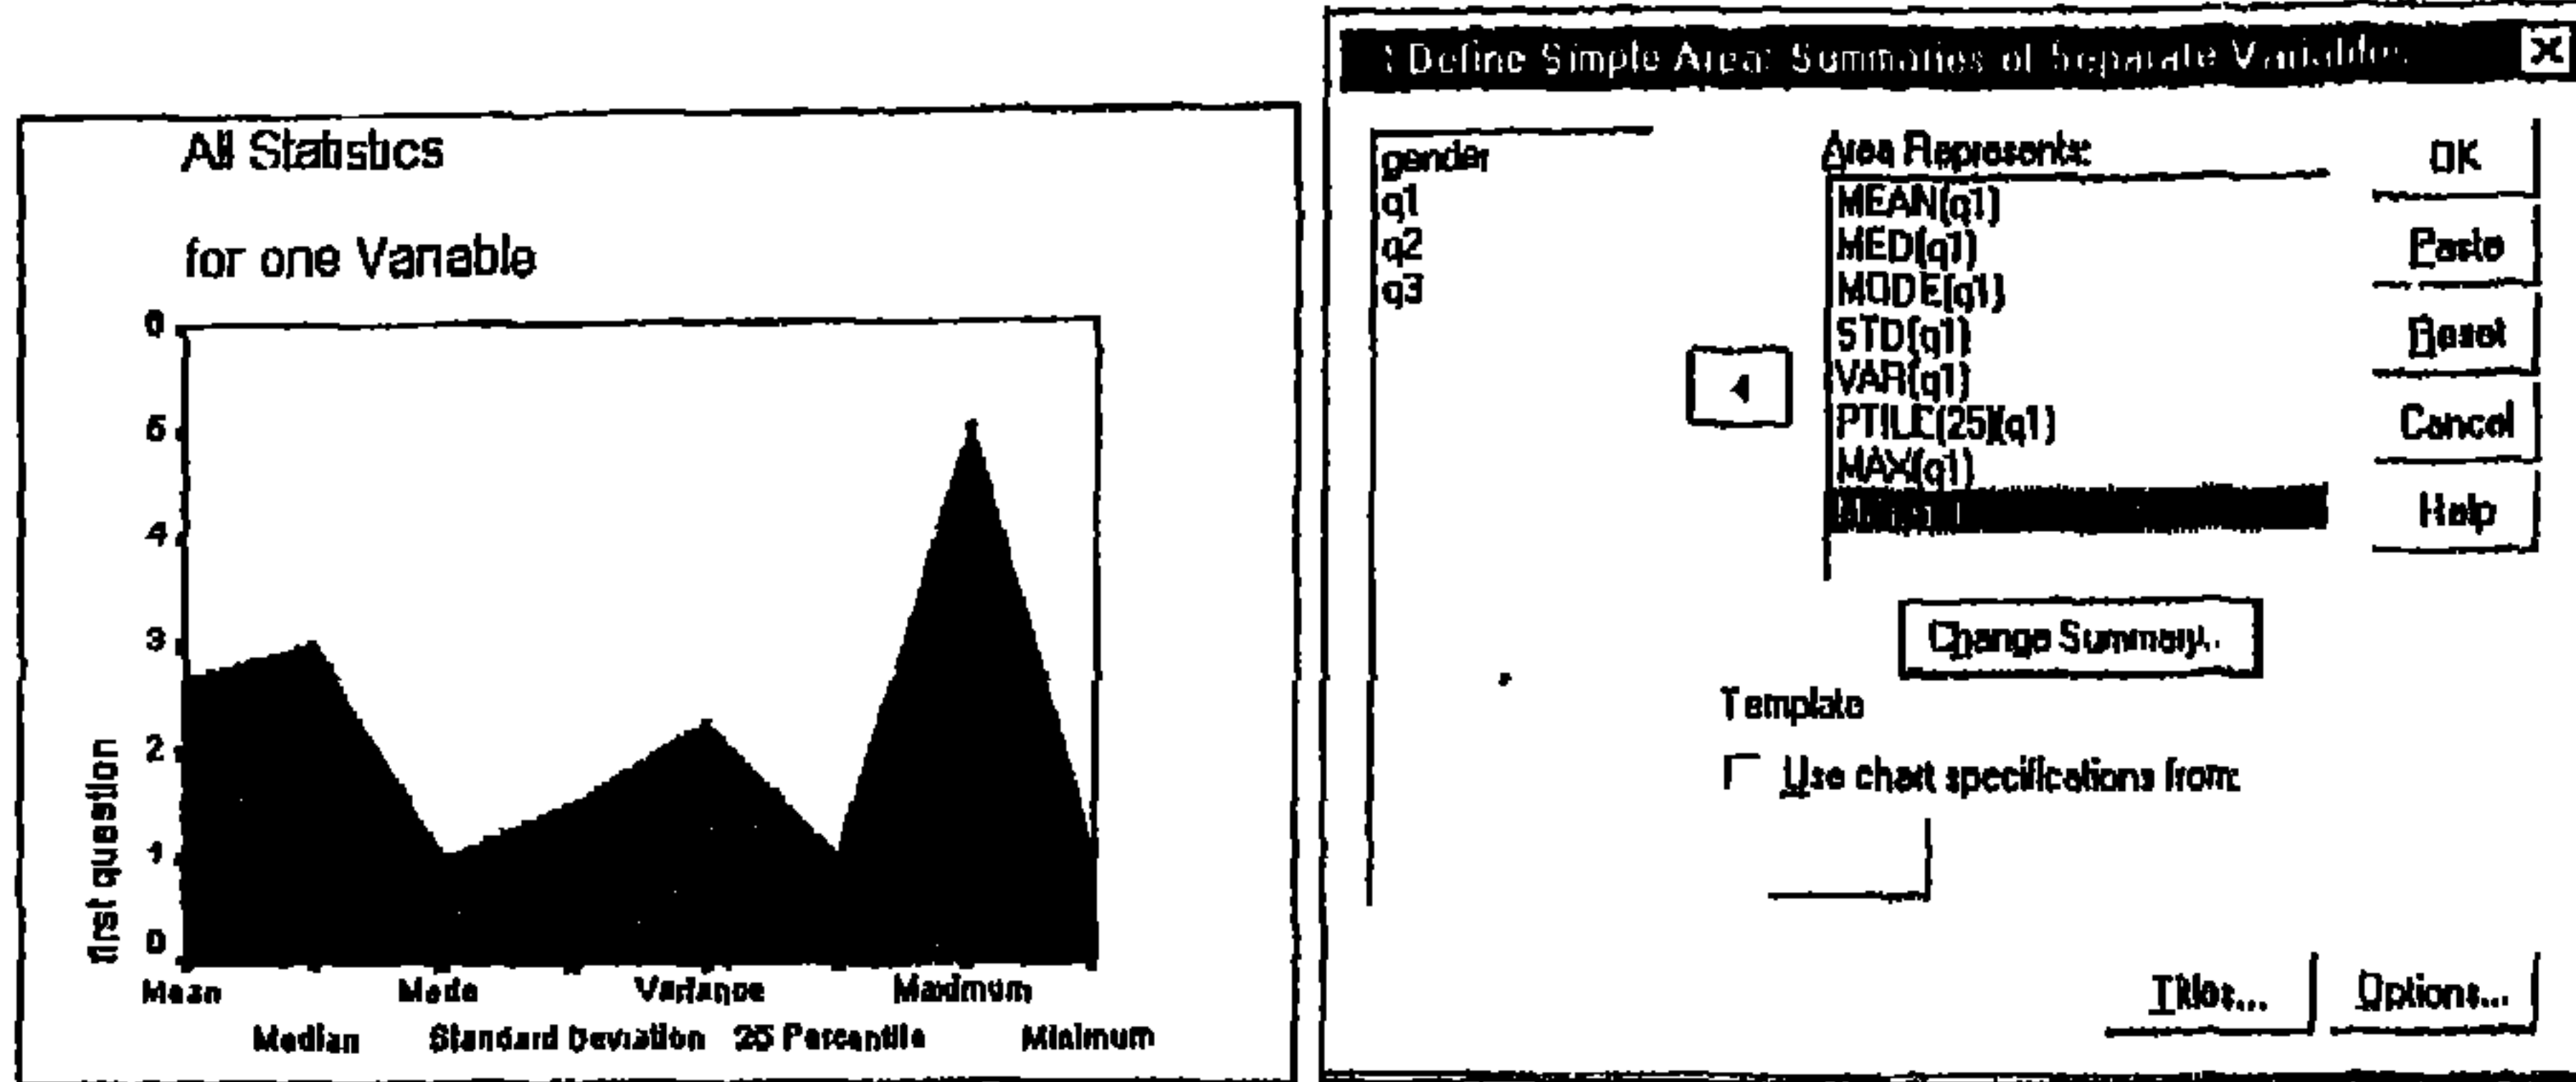 All Statistics
for one Variable
6
5
4
3
2
1
0
first question
Mean
Mode
Variance
Maximum
Median
Standard Deviation
25 Percentile
Minimum
Define Simple Area: Summaries of Separate Variables
gender
q1
q2
q3
Area Represents:
MEAN(q1)
MED(q1)
MODE(q1)
STD(q1)
VAR(q1)
PTILE(25)(q1)
MAX(q1)
OK
Paste
Reset
Cancel
Help
Change Summary..
Template
Use chart specifications from:
Titles...
Options...